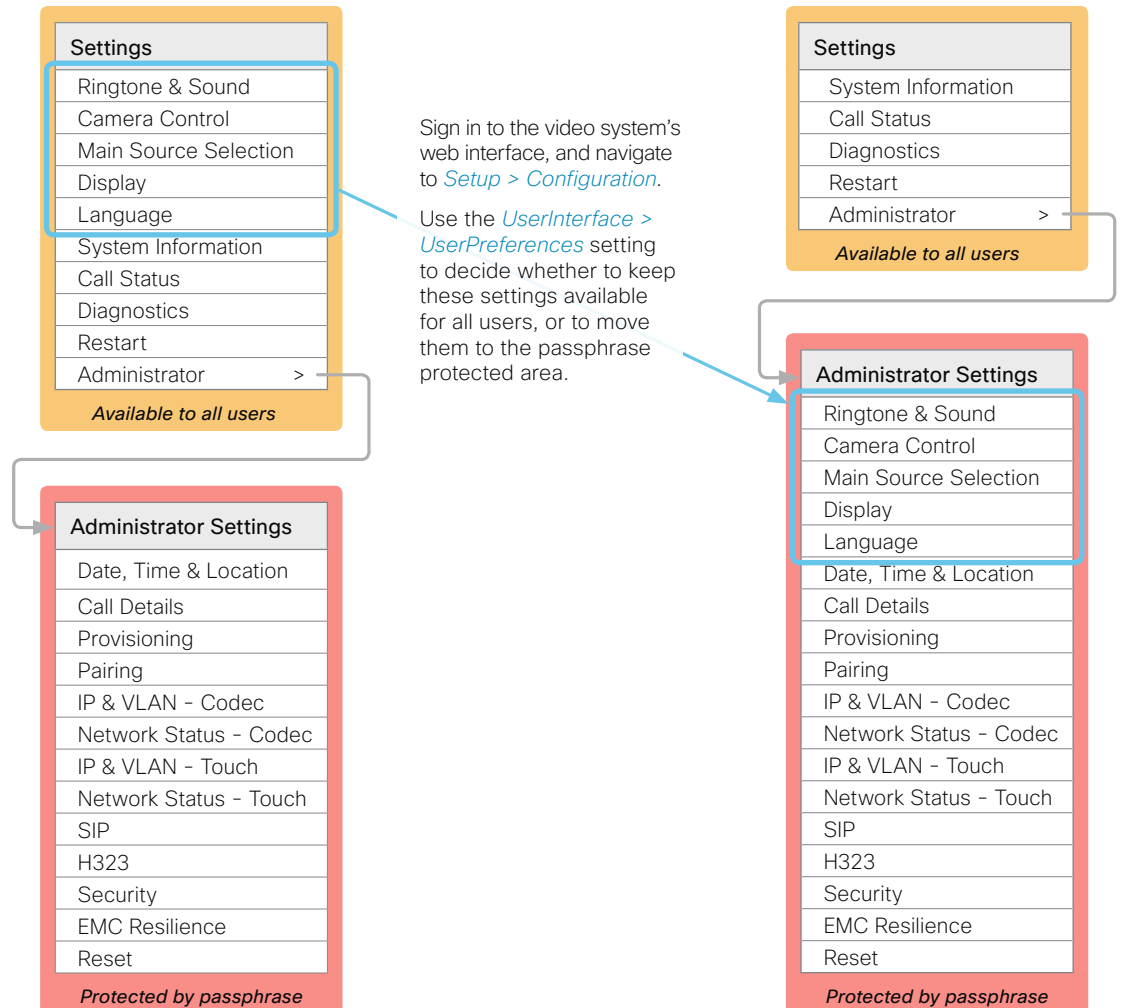 Settings
Ringtone & Sound
Camera Control
Main Source Selection
Display
Language
System Information
Call Status
Diagnostics
Restart
Administrator >
Available to all users
Administrator Settings
Date, Time & Location
Call Details
Provisioning
Pairing
IP & VLAN - Codec
Network Status - Codec
IP & VLAN - Touch
Network Status - Touch
SIP
H323
Security
EMC Resilience
Reset
Protected by passphrase
Sign in to the video system's
web interface, and navigate
to Setup > Configuration.
Use the UserInterface >
UserPreferences setting
to decide whether to keep
these settings available
for all users, or to move
them to the passphrase
protected area.
Settings
System Information
Call Status
Diagnostics
Restart
Administrator >
Available to all users
Administrator Settings
Ringtone & Sound
Camera Control
Main Source Selection
Display
Language
Date, Time & Location
Call Details
Provisioning
Pairing
IP & VLAN - Codec
Network Status - Codec
IP & VLAN - Touch
Network Status - Touch
SIP
H323
Security
EMC Resilience
Reset
Protected by passphrase